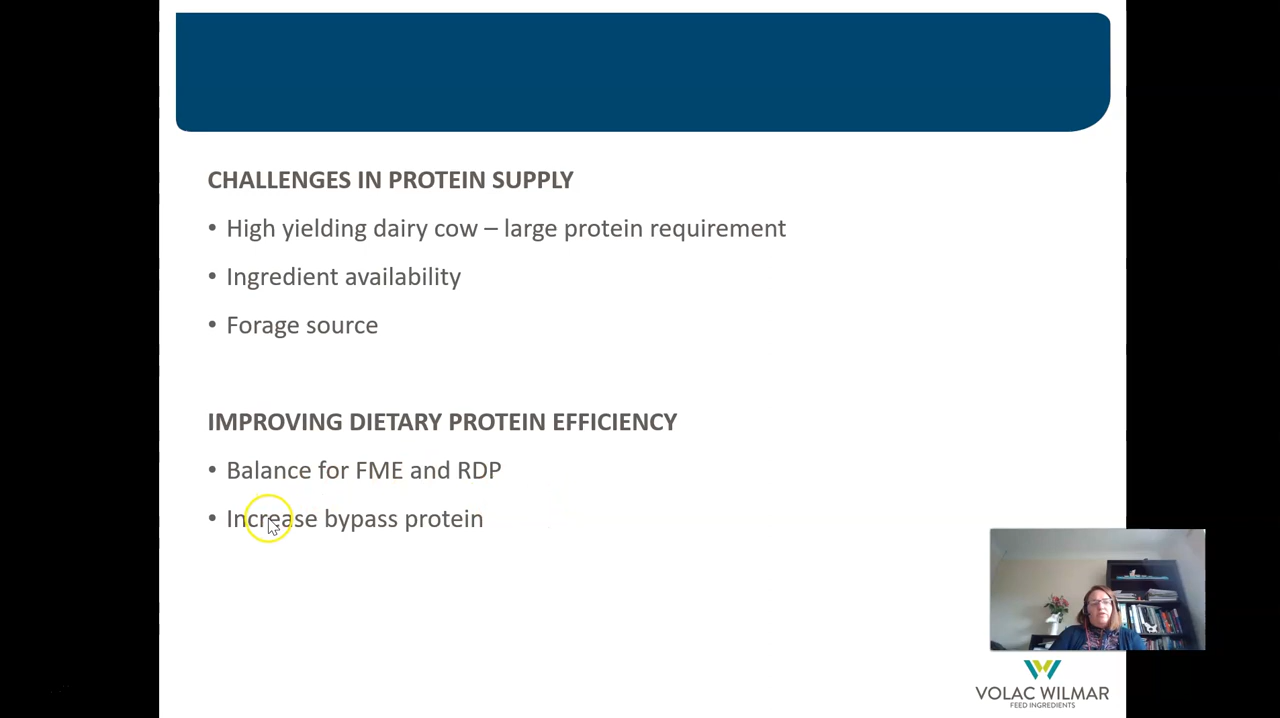 CHALLENGES IN PROTEIN SUPPLY
• High yielding dairy cow – large protein requirement
• Ingredient availability
• Forage source
IMPROVING DIETARY PROTEIN EFFICIENCY
• Balance for FME and RDP
• Increase bypass protein
VOLAC WILMAR
FEED INGREDIENTS